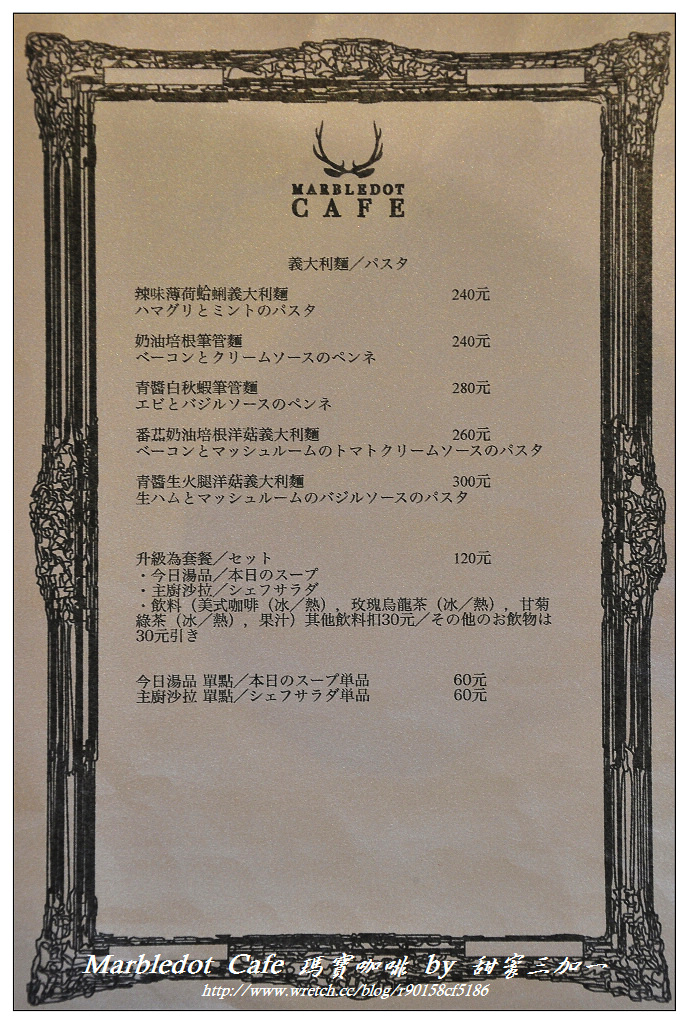 MARBLEDOT
CAFE
義大利麵／パスタ
辣味薄荷蛤蜊義大利麵 240元
ハマグリとミントのパスタ
奶油培根筆管麵 240元
ベーコンとクリームソースのペンネ
青醬白秋蝦筆管麵 280元
エビとバジルソースのペンネ
番茄奶油培根洋菇義大利麵 260元
ベーコンとマッシュルームのトマトクリームソースのパスタ
青醬生火腿洋菇義大利麵 300元
生ハムとマッシュルームのバジルソースのパスタ
升級為套餐／セット 120元
・今日湯品／本日のスープ
・主廚沙拉／シェフサラダ
・飲料（美式咖啡（冰／熱），玫瑰烏龍茶（冰／熱），甘菊
綠茶（冰／熱），果汁）其他飲料扣30元／その他のお飲物は
30元引き
今日湯品 單點／本日のスープ単品 60元
主廚沙拉 單點／シェフサラダ単品 60元
Marbledot Cafe 瑪寶咖啡 by 甜蜜三加一
http://www.wretch.cc/blog/r90158cf5186